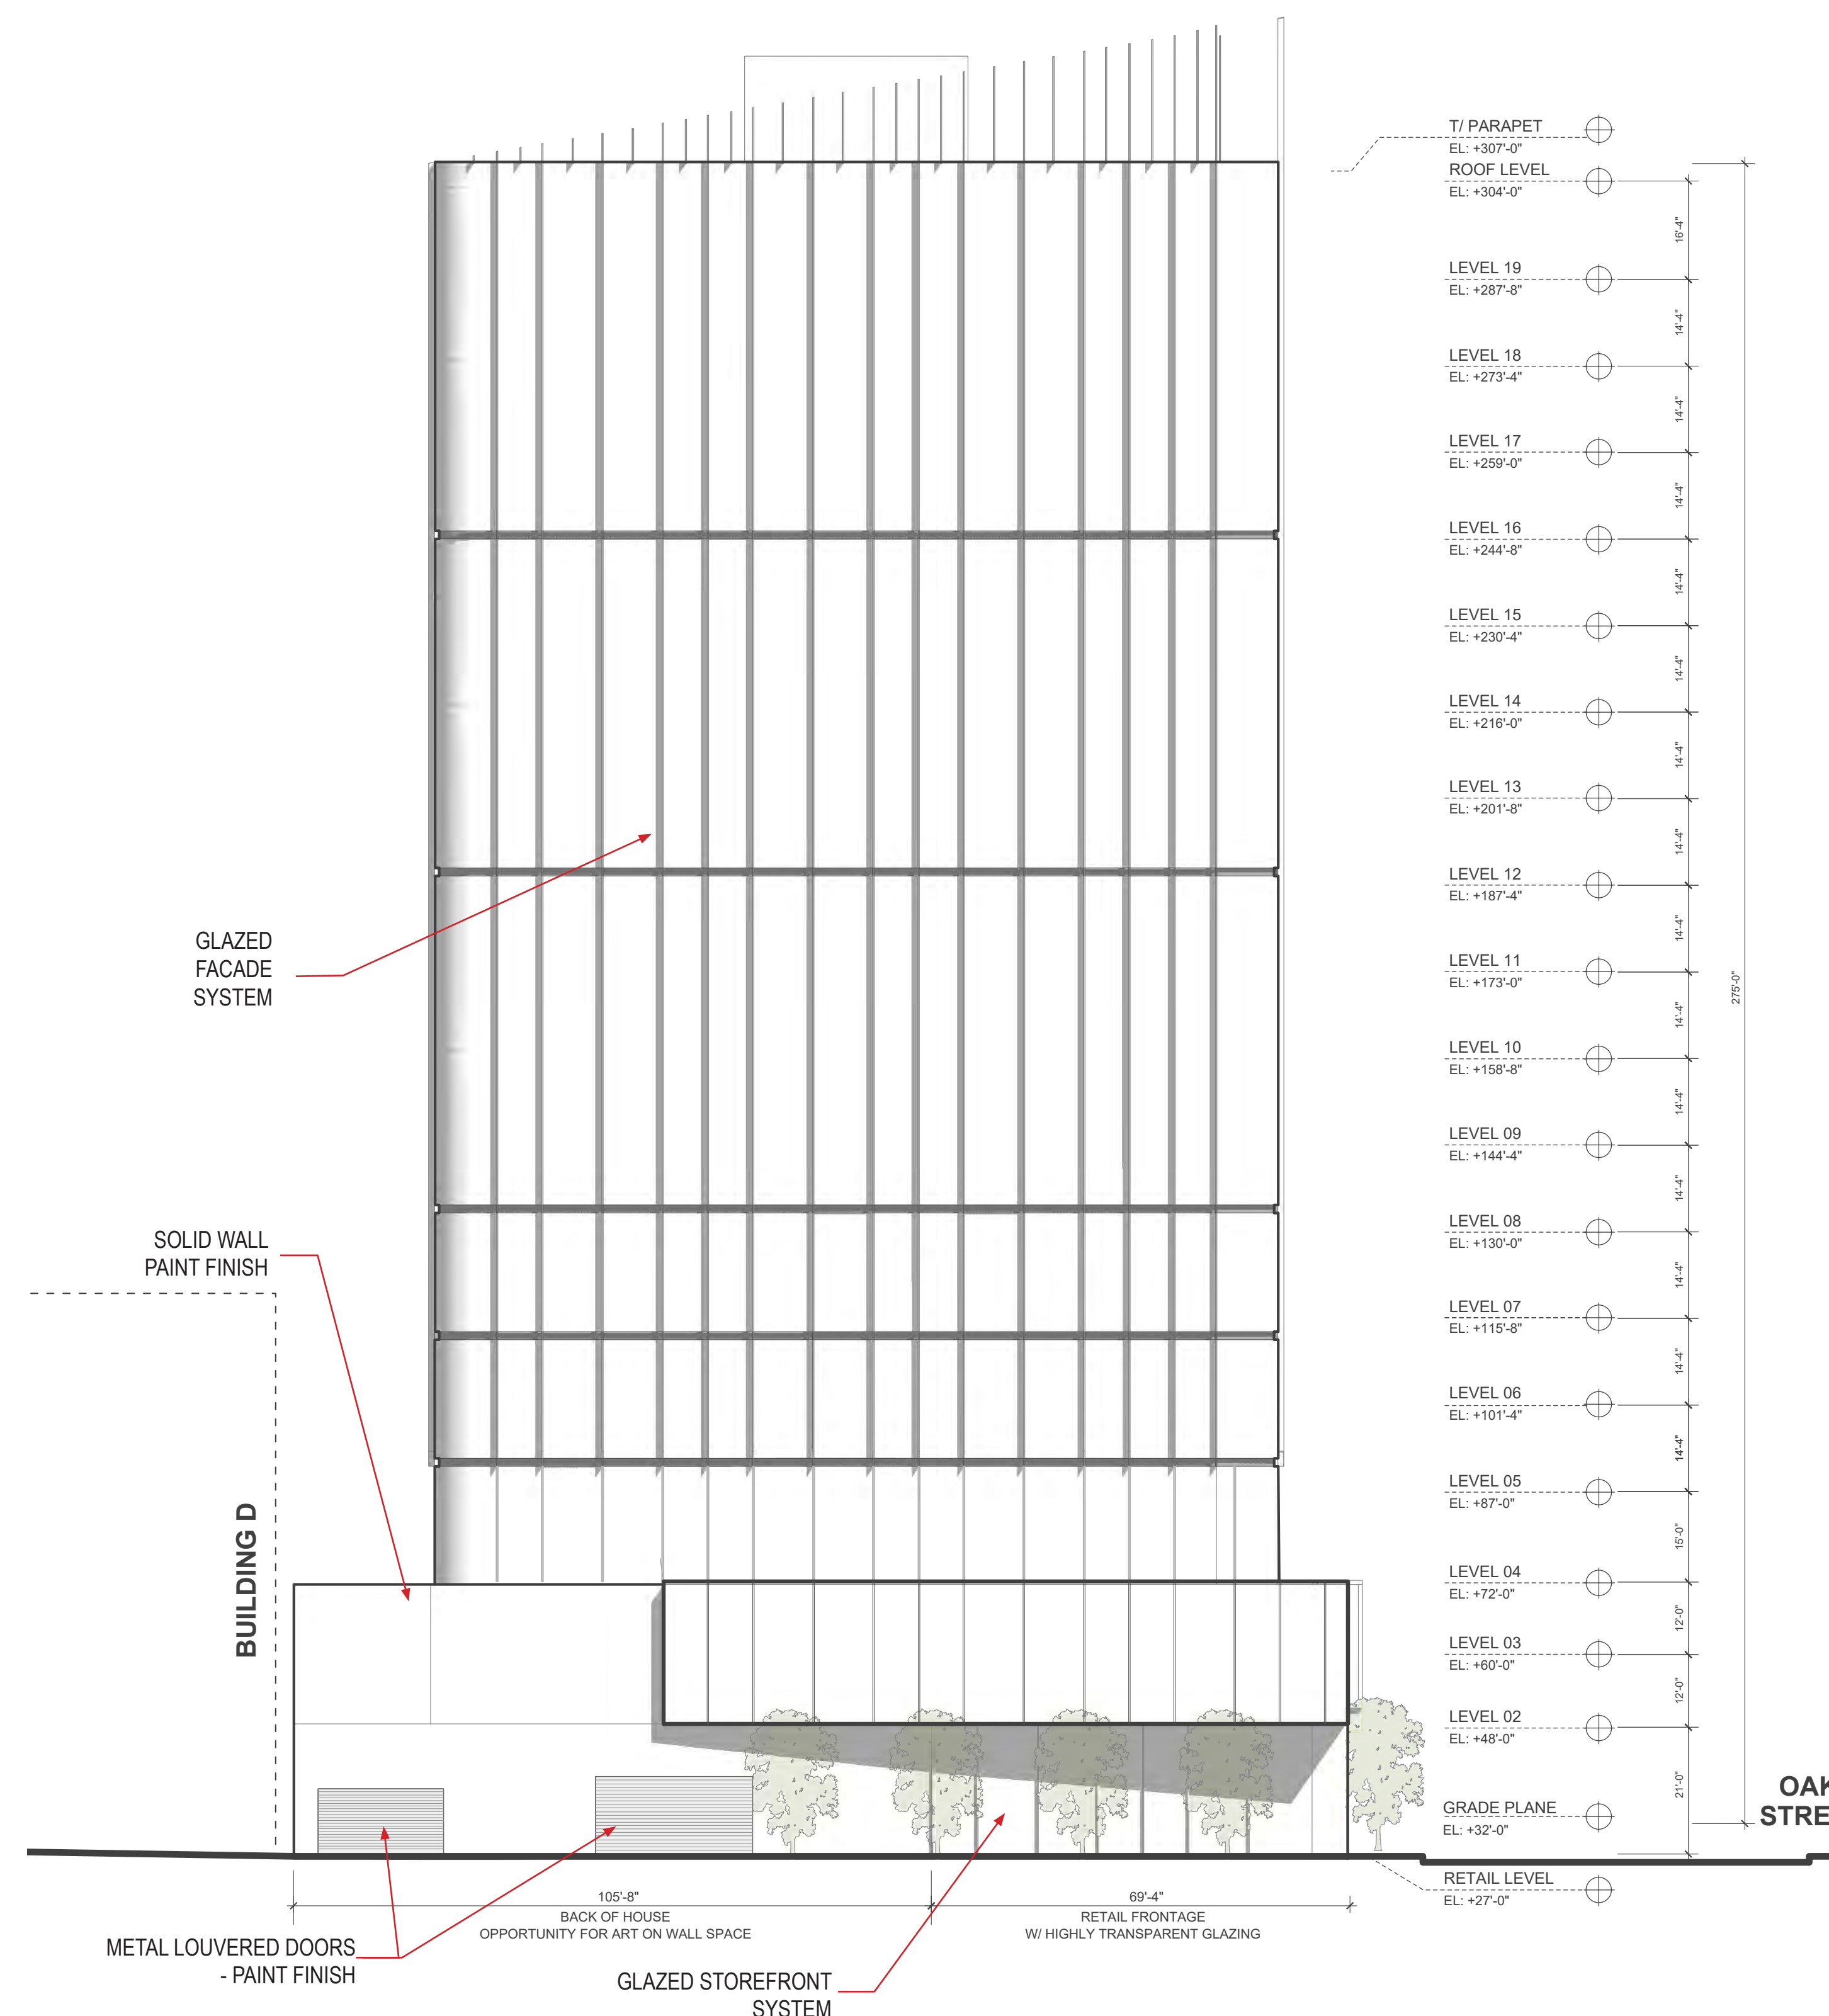 T/ PARAPET
EL: +307'-0"
ROOF LEVEL
EL: +304'-0"
16'-4"
LEVEL 19
EL: +287'-8"
14'-4"
LEVEL 18
EL: +273'-4"
14'-4"
LEVEL 17
EL: +259'-0"
14'-4"
LEVEL 16
EL: +244'-8"
14'-4"
LEVEL 15
EL: +230'-4"
14'-4"
LEVEL 14
EL: +216'-0"
14'-4"
LEVEL 13
EL: +201'-8"
14'-4"
LEVEL 12
EL: +187'-4"
14'-4"
LEVEL 11
EL: +173'-0"
14'-4"
LEVEL 10
EL: +158'-8"
14'-4"
LEVEL 09
EL: +144'-4"
14'-4"
LEVEL 08
EL: +130'-0"
14'-4"
LEVEL 07
EL: +115'-8"
14'-4"
LEVEL 06
EL: +101'-4"
14'-4"
LEVEL 05
EL: +87'-0"
15'-0"
LEVEL 04
EL: +72'-0"
12'-0"
LEVEL 03
EL: +60'-0"
12'-0"
LEVEL 02
EL: +48'-0"
21'-0"
GRADE PLANE
EL: +32'-0"
RETAIL LEVEL
EL: +27'-0"
275'-0"
OAK
STRE
GLAZED
FACADE
SYSTEM
SOLID WALL
PAINT FINISH
BUILDING D
105'-8"
BACK OF HOUSE
OPPORTUNITY FOR ART ON WALL SPACE
69'-4"
RETAIL FRONTAGE
W/ HIGHLY TRANSPARENT GLAZING
METAL LOUVERED DOORS
- PAINT FINISH
GLAZED STOREFRONT
SYSTEM